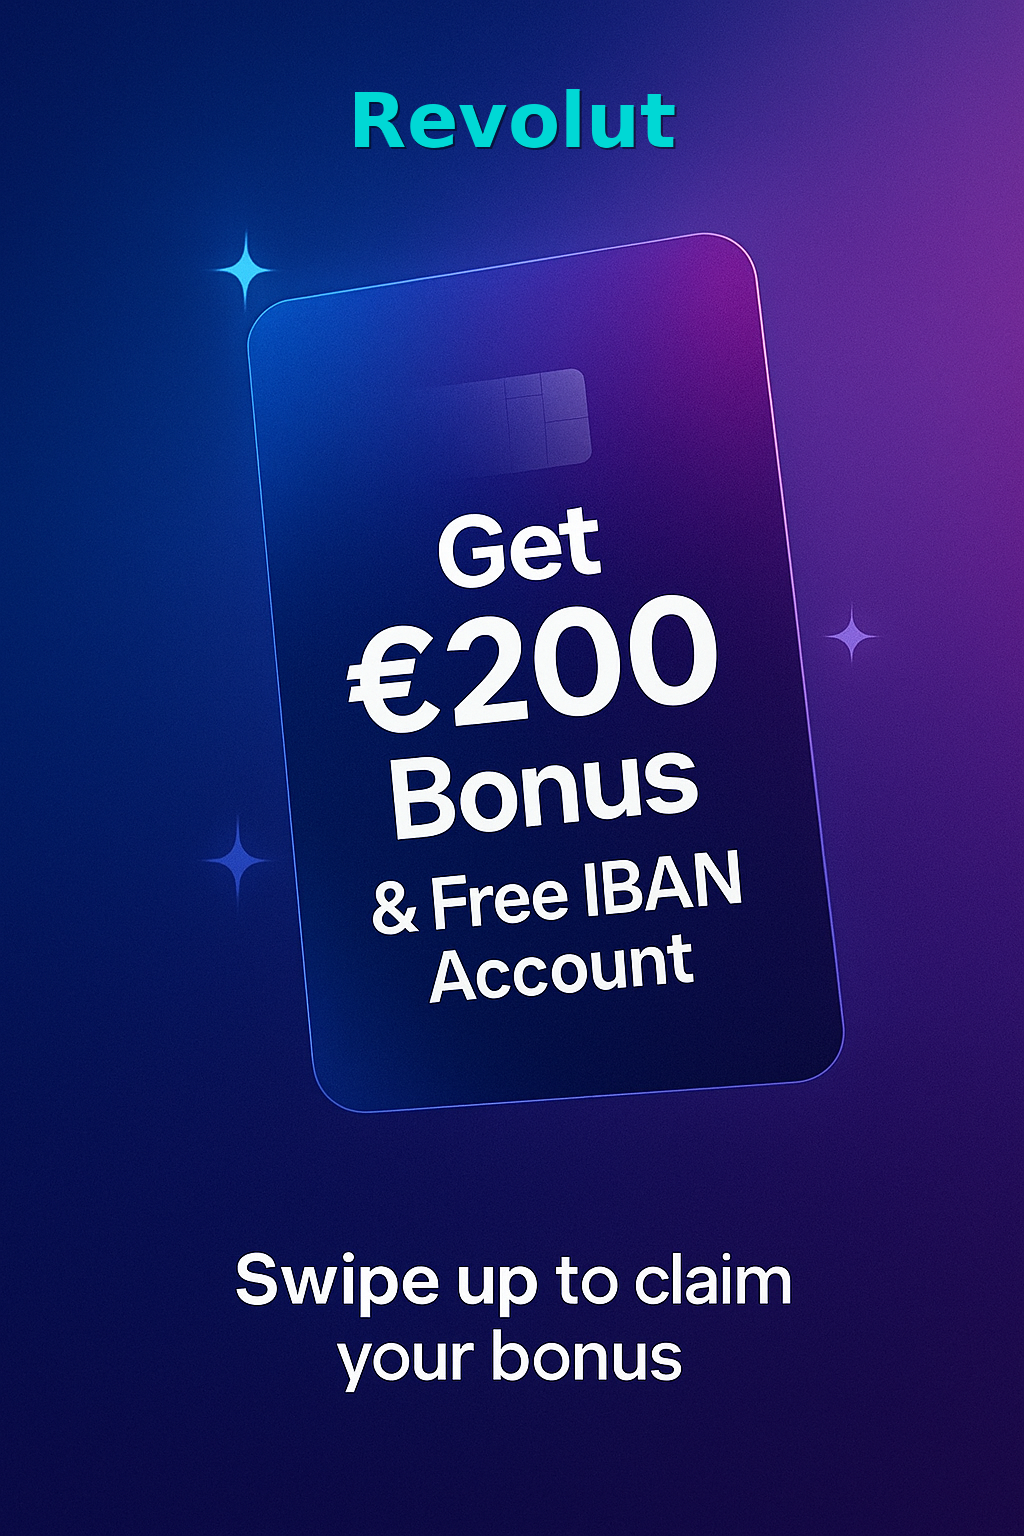 Revolut
Get
€200
Bonus
& Free IBAN
Account
Swipe up to claim
your bonus